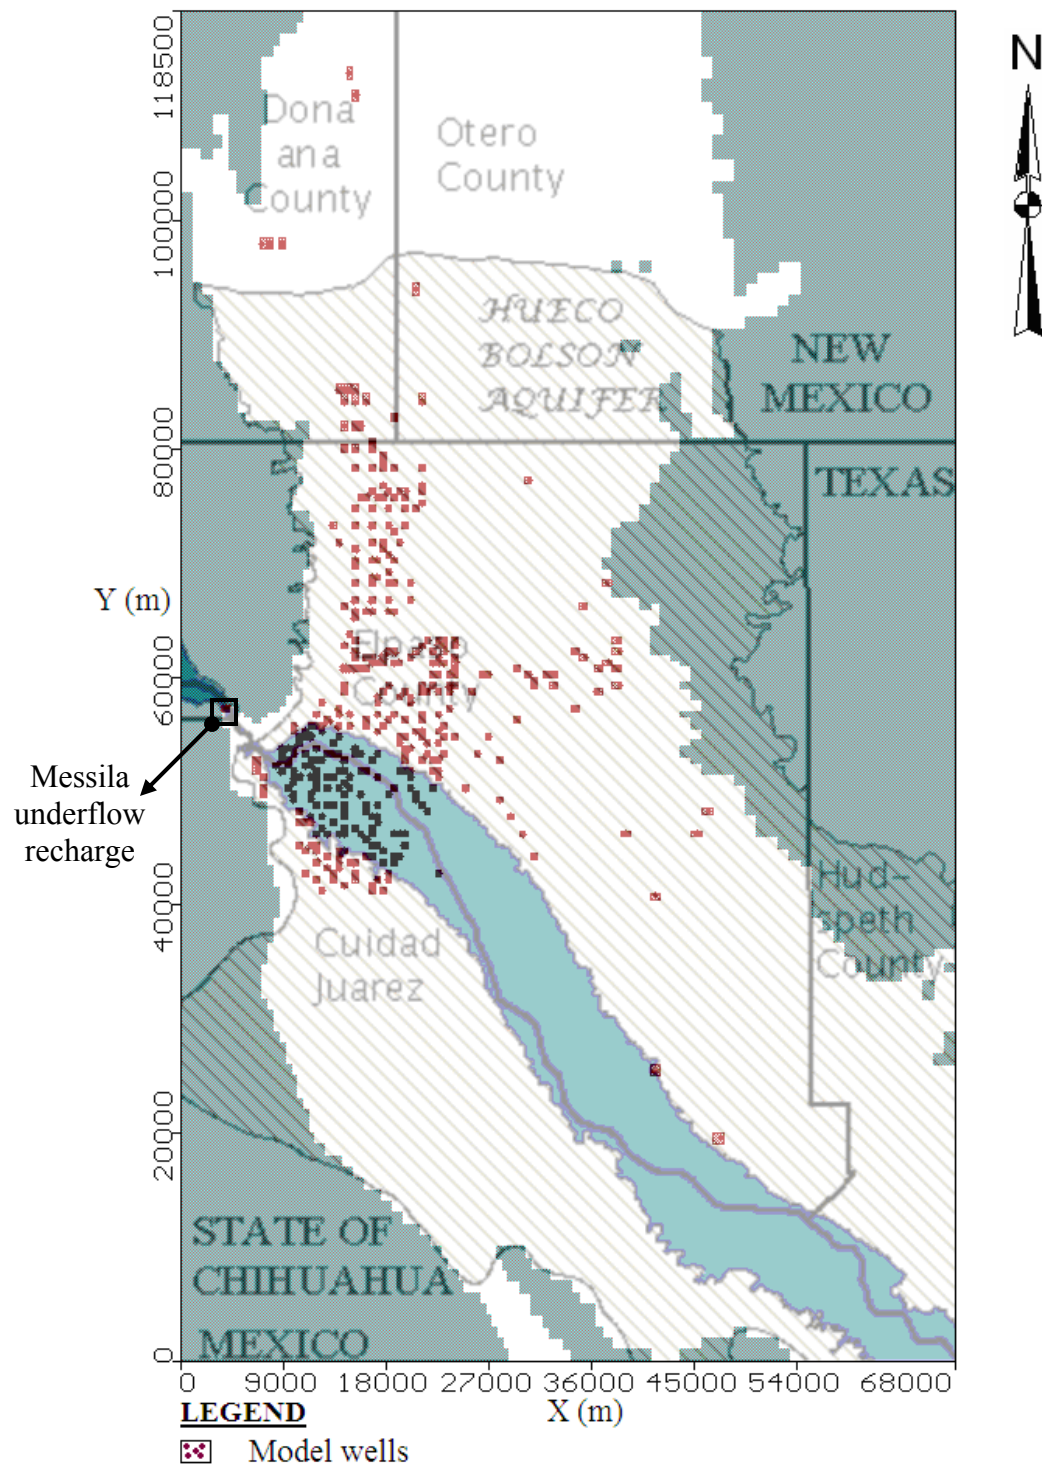 N
118500
Dona
ana
County
Otero
County
100000
HUECO
BOLSON
AQUIFER
NEW
MEXICO
80000
TEXAS
Y (m)
Elpaso
County
60000
Messila
underflow
recharge
40000
Hud-
speth
County
Cuidad
Juarez
20000
STATE OF
CHIHUAHUA
MEXICO
0
0 9000 18000 27000 36000 45000 54000 68000
X (m)
LEGEND
Model wells